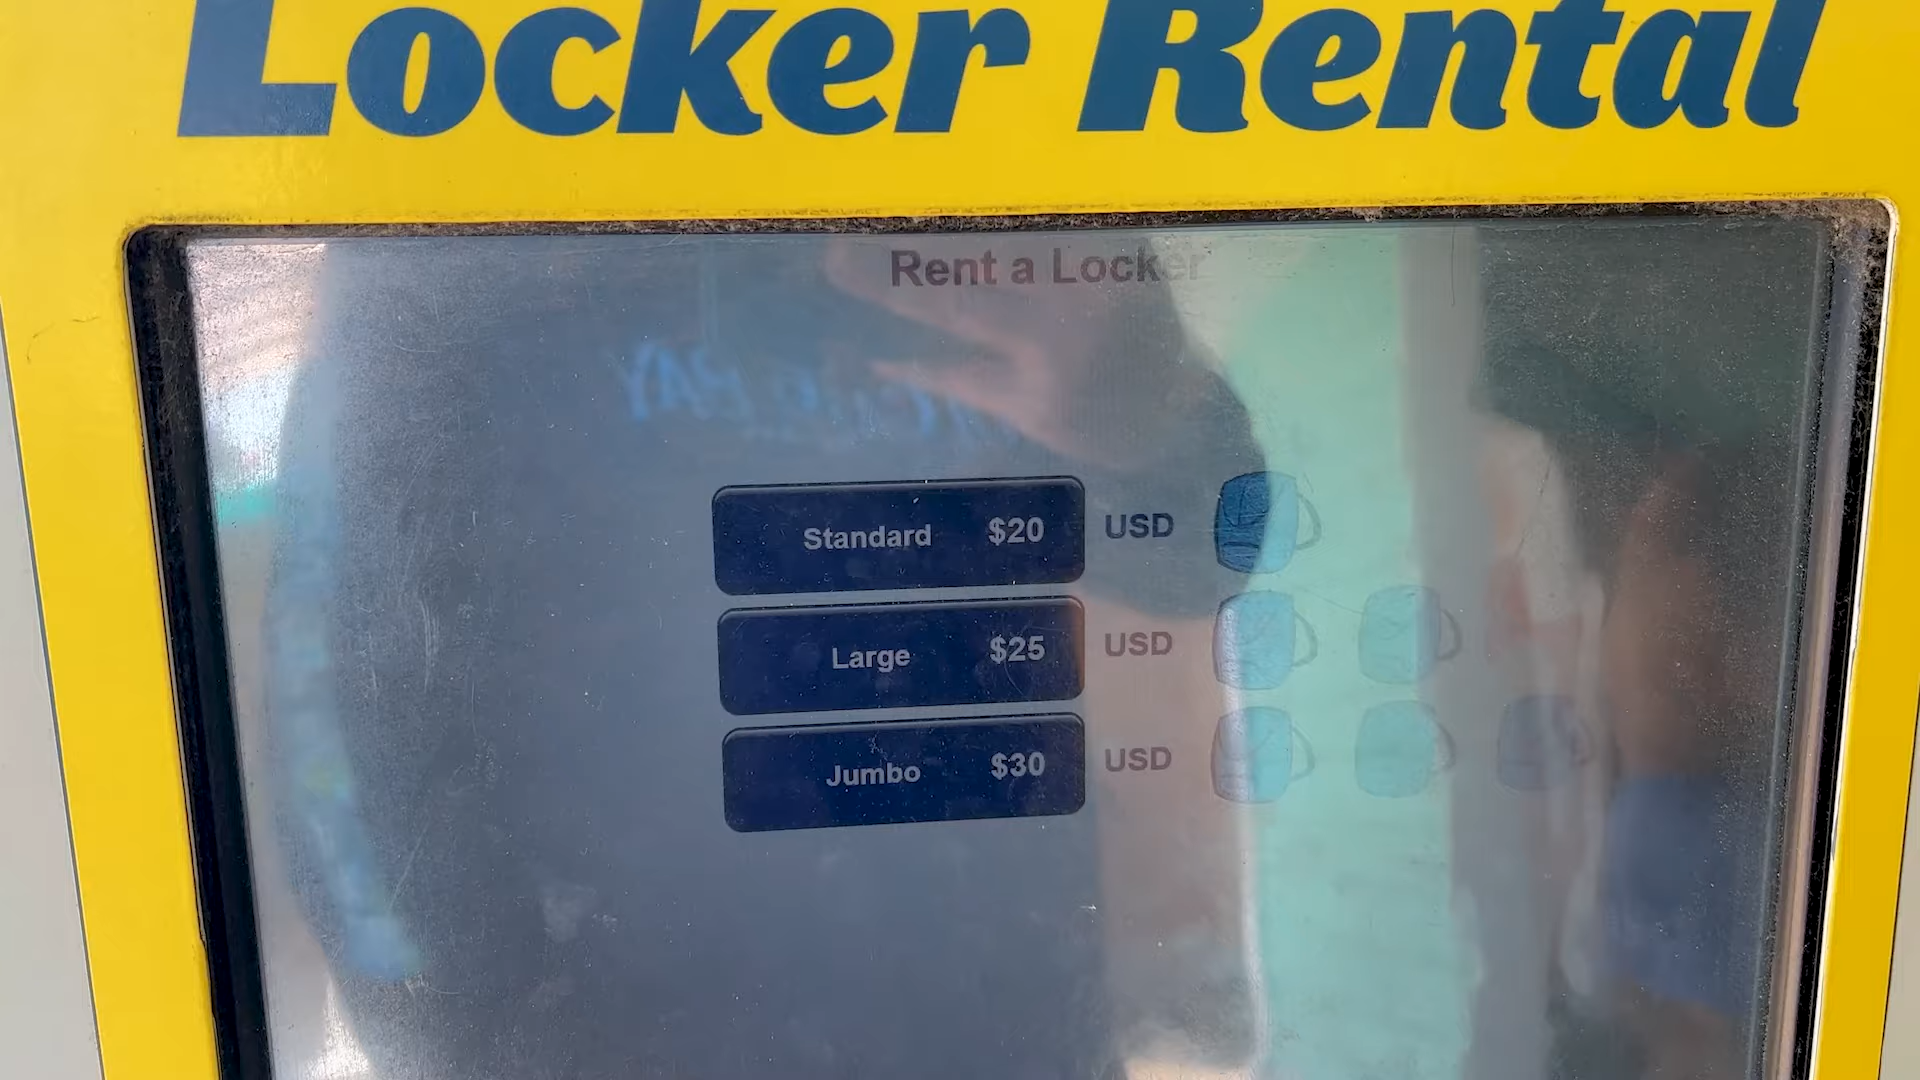 Locker Rental
Rent a Locker
Standard $20 USD
Large $25 USD
Jumbo $30 USD